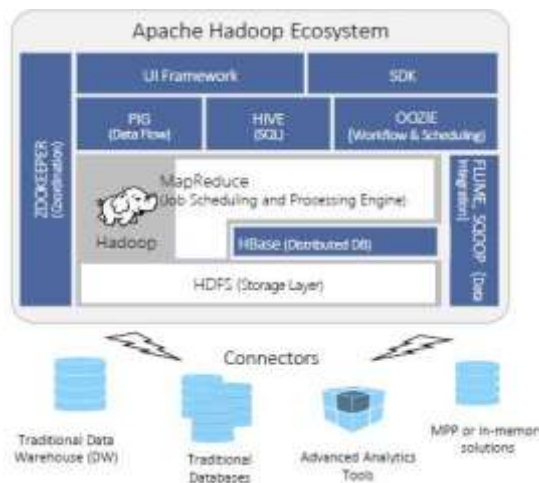 Apache Hadoop Ecosystem
UI Framework
SDK
PIG
(Data Flow)
HIVE
(SQL)
OOZIE
(Workflow & Scheduling)
ZOOKEEPER
(Coordination)
MapReduce
(Job Scheduling and Processing Engine)
Hadoop
HBase (Distributed DB)
HDFS (Storage Layer)
FLUME, SQOOP (Data
Integration)
Connectors
Traditional Data
Warehouse (DW)
Traditional
Databases
Advanced Analytics
Tools
MPP or In-memor
solutions